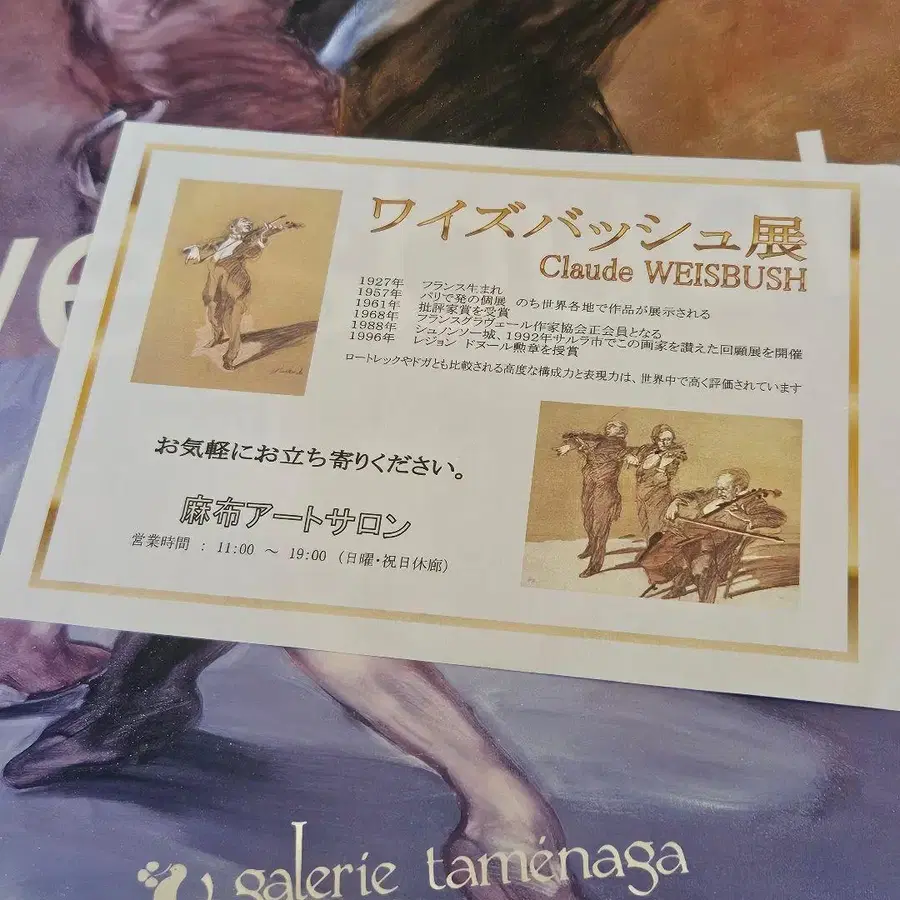 ワイズバッシュ展
Claude WEISBUSH
1927年 フランス生まれ
1957年 パリで発の個展 のち世界各地で作品が展示される
1961年 批評家賞を受賞
1968年 フランスグラヴェール作家協会正会員となる
1988年 シュノンソー城、1992年サルラ市でこの画家を讃えた回顧展を開催
1996年 レジョン ドヌール勲章を授賞
ロートレックやドガとも比較される高度な構成力と表現力は、世界中で高く評価されています
お気軽にお立ち寄りください。
麻布アートサロン
営業時間 : 11:00 ～ 19:00 (日曜・祝日休廊)
galerie taménaga